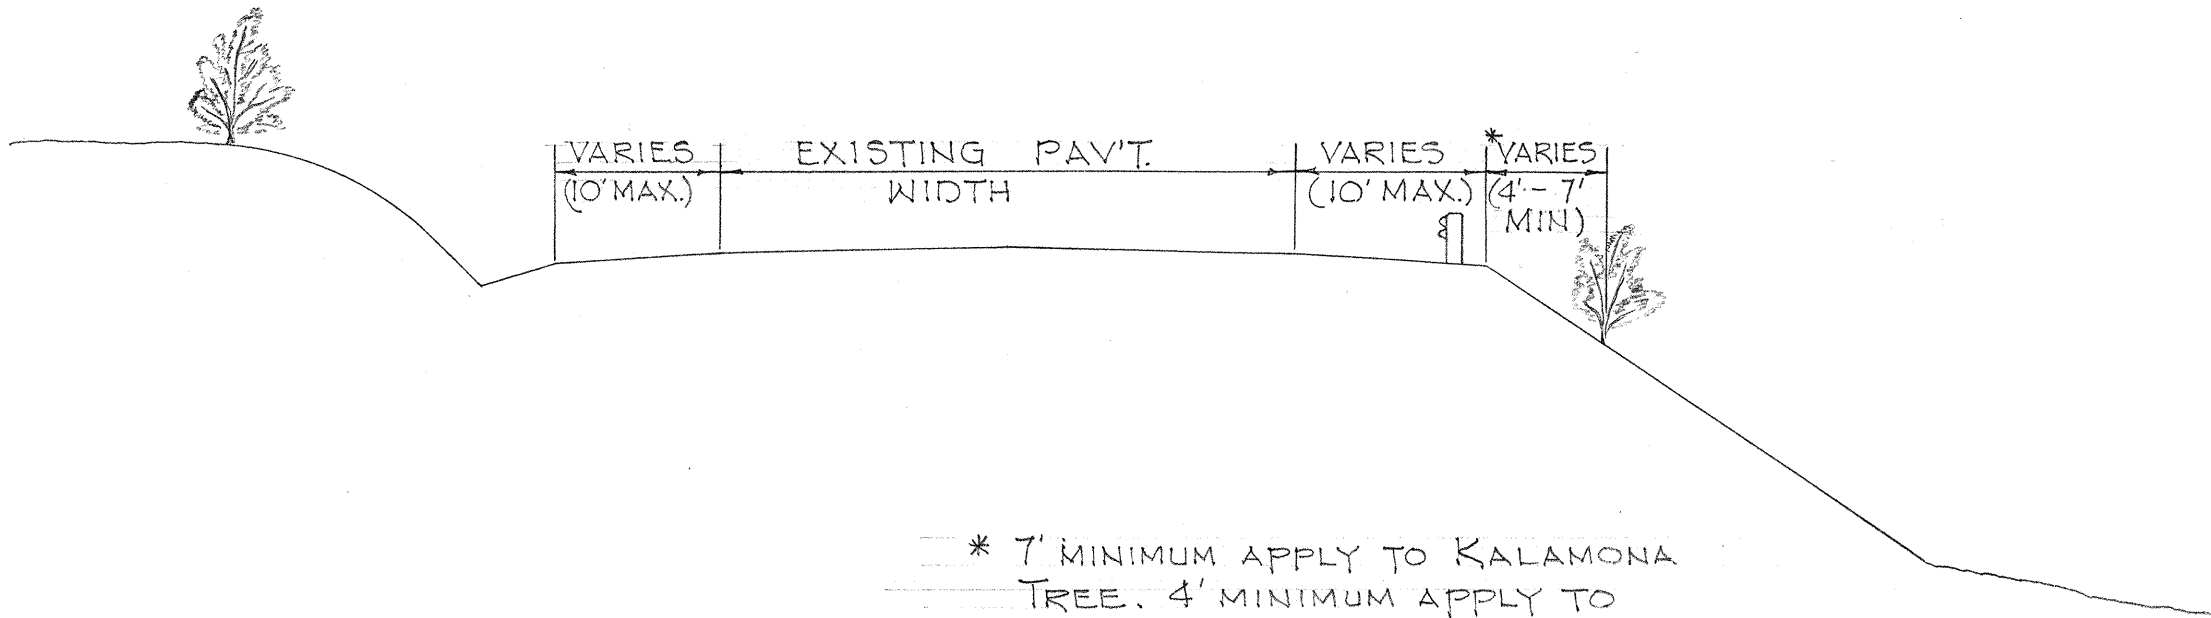 VARIES
(10' MAX.)
EXISTING PAV'T.
WIDTH
VARIES
(10' MAX.)
*VARIES
(4'- 7'
MIN)
* 7' MINIMUM APPLY TO KALAMONA
TREE. 4' MINIMUM APPLY TO